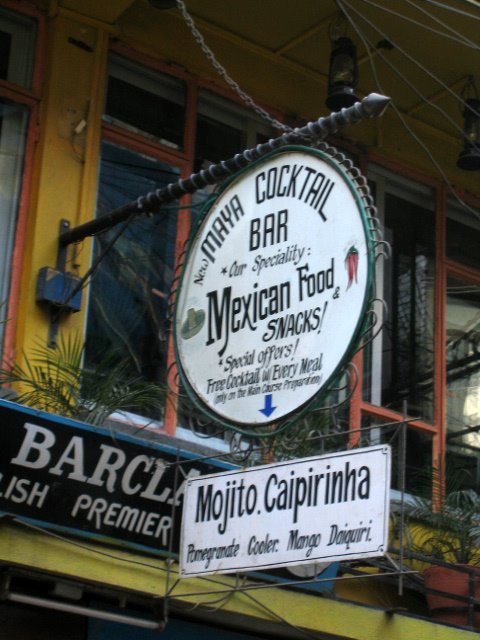 New MAYA COCKTAIL
BAR
*Our Speciality:
Mexican Food &
SNACKS!
*Special offers!
Free Cocktail w/ Every Meal
(only on the Main Course Preparation)
BARCLA
LISH PREMIER
Mojito. Caipirinha
Pomegranate Cooler. Mango Daiquiri.